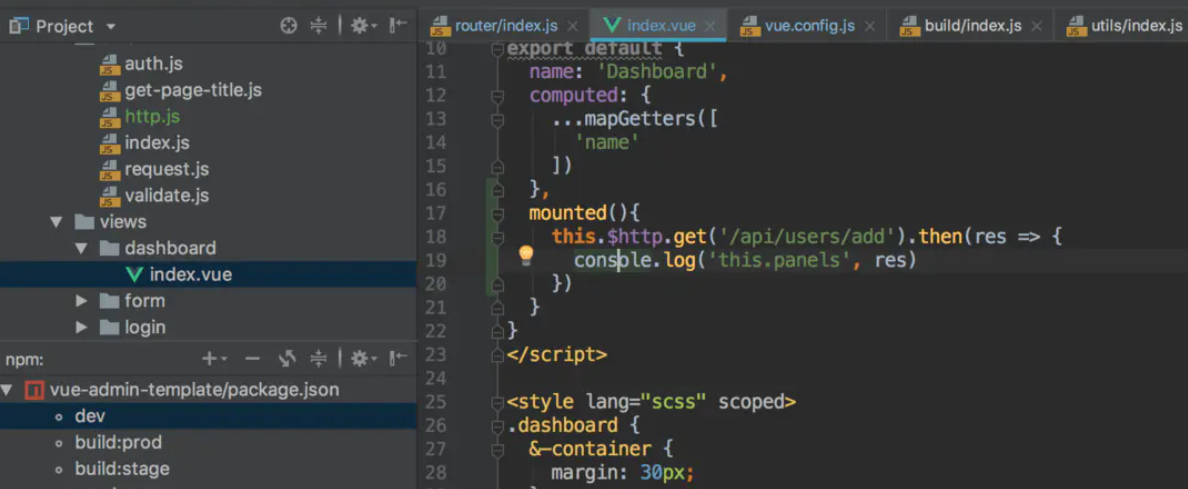 Project
router/index.js
index.vue
vue.config.js
build/index.js
utils/index.js
auth.js
get-page-title.js
http.js
index.js
request.js
validate.js
views
dashboard
index.vue
form
login
npm:
vue-admin-template/package.json
dev
build:prod
build:stage
10 export default {
11 name: 'Dashboard',
12 computed: {
13 ...mapGetters([
14 'name'
15 ])
16 },
17 mounted(){
18 this.$http.get('/api/users/add').then(res => {
19 console.log('this.panels', res)
20 })
21 }
22 }
23 </script>
24
25 <style lang="scss" scoped>
26 .dashboard {
27 &-container {
28 margin: 30px;